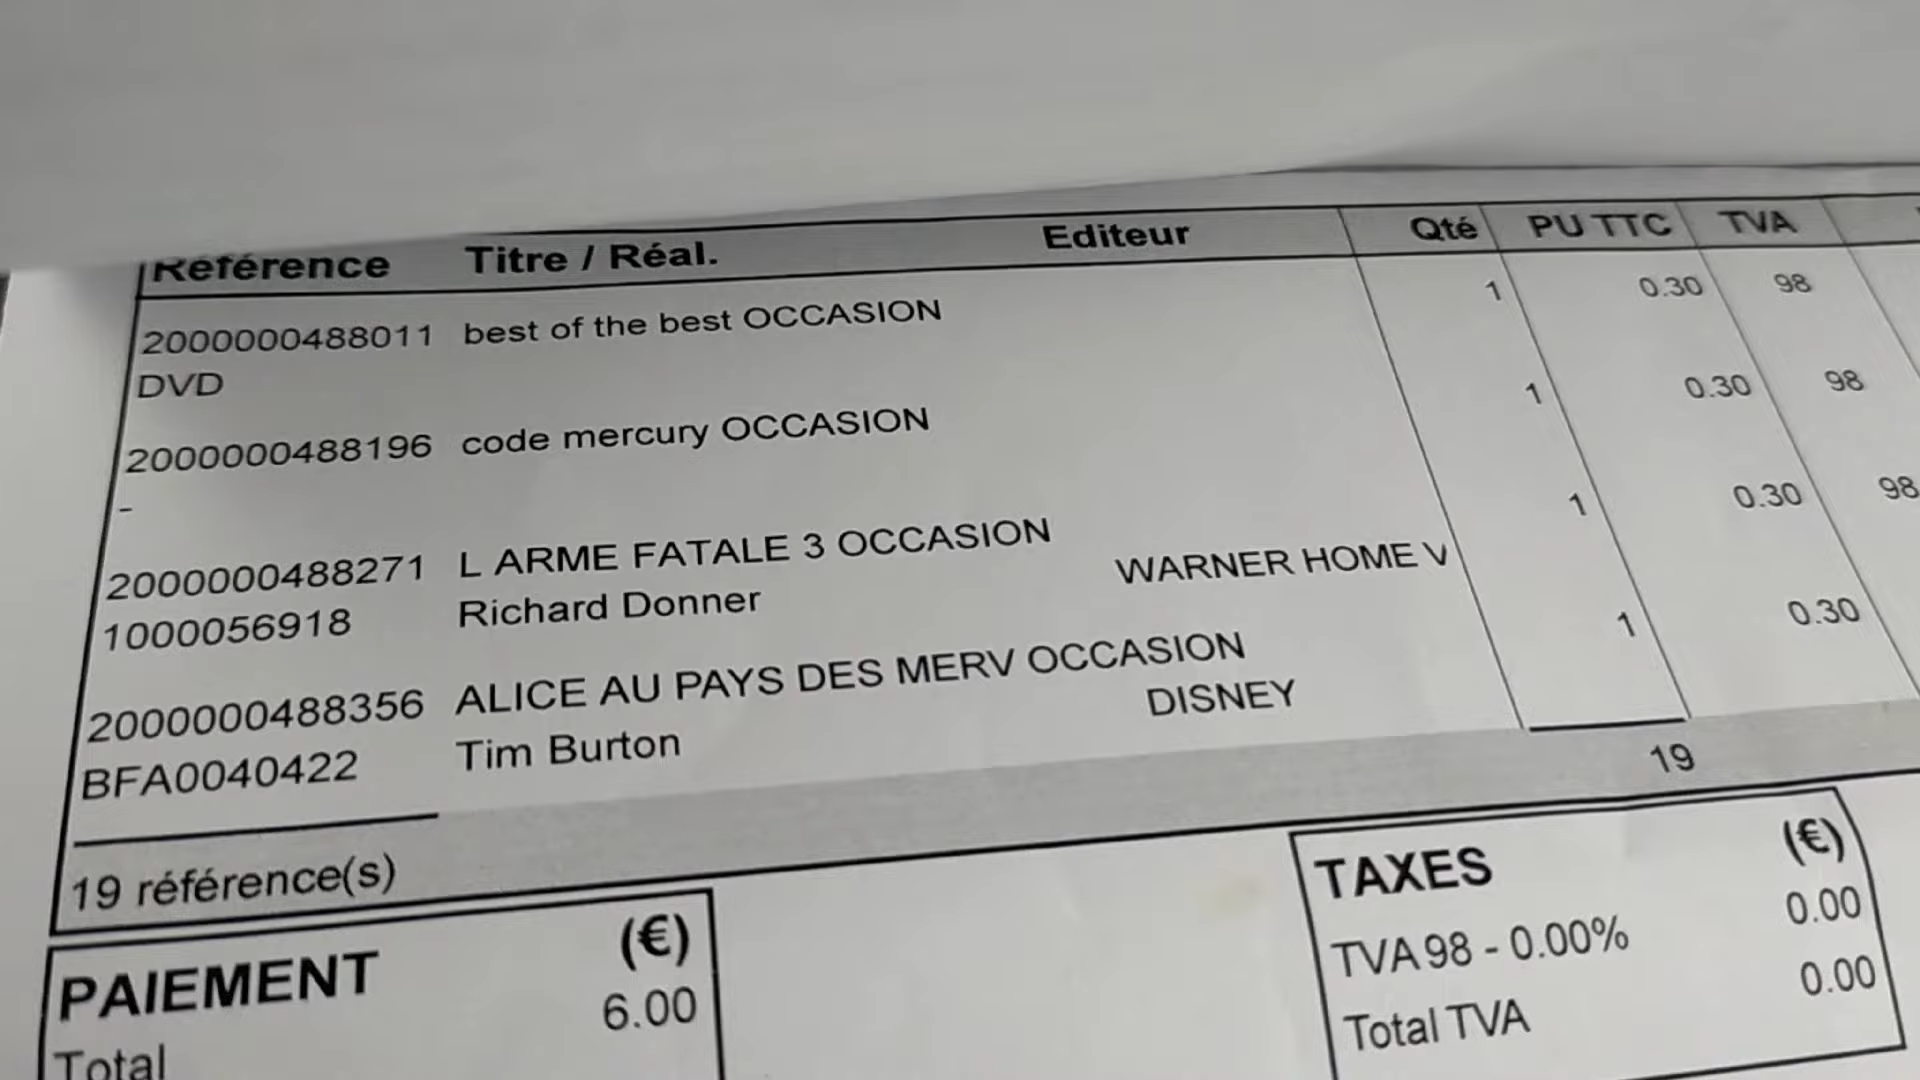 Référence Titre / Réal. Editeur Qté PU TTC TVA
2000000488011 best of the best OCCASION 1 0.30 98
DVD
2000000488196 code mercury OCCASION 1 0.30 98
-
2000000488271 L ARME FATALE 3 OCCASION 1 0.30 98
1000056918 Richard Donner WARNER HOME V
2000000488356 ALICE AU PAYS DES MERV OCCASION 1 0.30
BFA0040422 Tim Burton DISNEY
19 référence(s) 19
PAIEMENT (€)
6.00
Total
TAXES (€)
TVA 98 - 0.00% 0.00
Total TVA 0.00